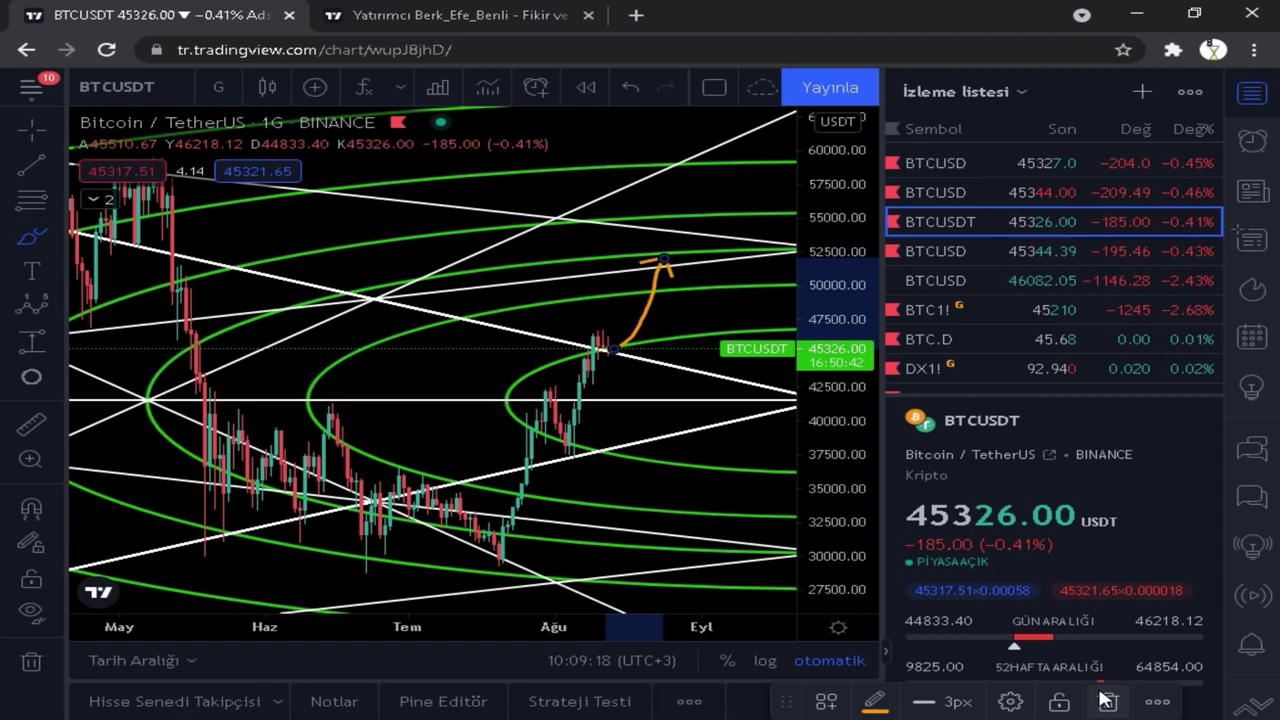 BTCUSDT 45326.00 ▼ −0.41% Ads
Yatırımcı Berk_Efe_Benli - Fikir ve
tr.tradingview.com/chart/wupJ8jhD/
10
BTCUSDT
G
Yayınla
Bitcoin / TetherUS · 1G · BINANCE
USDT
A45510.67 Y46218.12 D44833.40 K45326.00 −185.00 (−0.41%)
45317.51 4.14 45321.65
2
60000.00
57500.00
55000.00
52500.00
50000.00
47500.00
BTCUSDT 45326.00
16:50:42
42500.00
40000.00
37500.00
35000.00
32500.00
30000.00
27500.00
May Haz Tem Ağu Eyl
Tarih Aralığı
10:09:18 (UTC+3)
% log otomatik
Hisse Senedi Takipçisi
Notlar
Pine Editör
Strateji Testi
3px
İzleme listesi
Sembol Son Değ Değ%
BTCUSD 45327.0 −204.0 −0.45%
BTCUSD 45344.00 −209.49 −0.46%
BTCUSDT 45326.00 −185.00 −0.41%
BTCUSD 45344.39 −195.46 −0.43%
BTCUSD 46082.05 −1146.28 −2.43%
BTC1! G 45210 −1245 −2.68%
BTC.D 45.68 0.00 0.01%
DX1! G 92.940 0.020 0.02%
BTCUSDT
Bitcoin / TetherUS • BINANCE
Kripto
45326.00 USDT
−185.00 (−0.41%)
PİYASA AÇIK
45317.51×0.00058 45321.65×0.000018
44833.40 GÜN ARALIĞI 46218.12
9825.00 52HAFTA ARALIĞI 64854.00